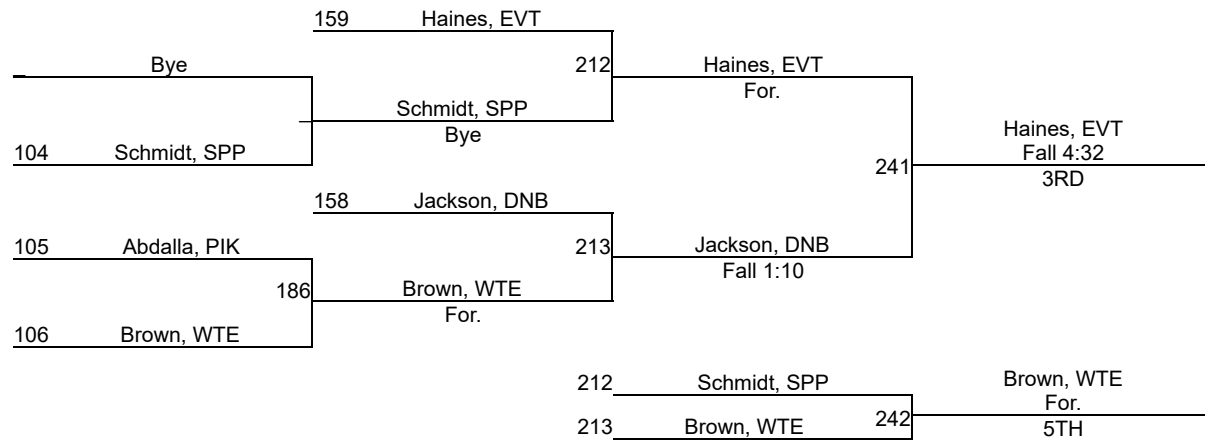 159 Haines, EVT
Bye
212 Haines, EVT
For.
Schmidt, SPP
Bye
104 Schmidt, SPP
Haines, EVT
Fall 4:32
241
3RD
158 Jackson, DNB
105 Abdalla, PIK
213 Jackson, DNB
Fall 1:10
186 Brown, WTE
For.
106 Brown, WTE
212 Schmidt, SPP
Brown, WTE
For.
213 Brown, WTE 242
5TH